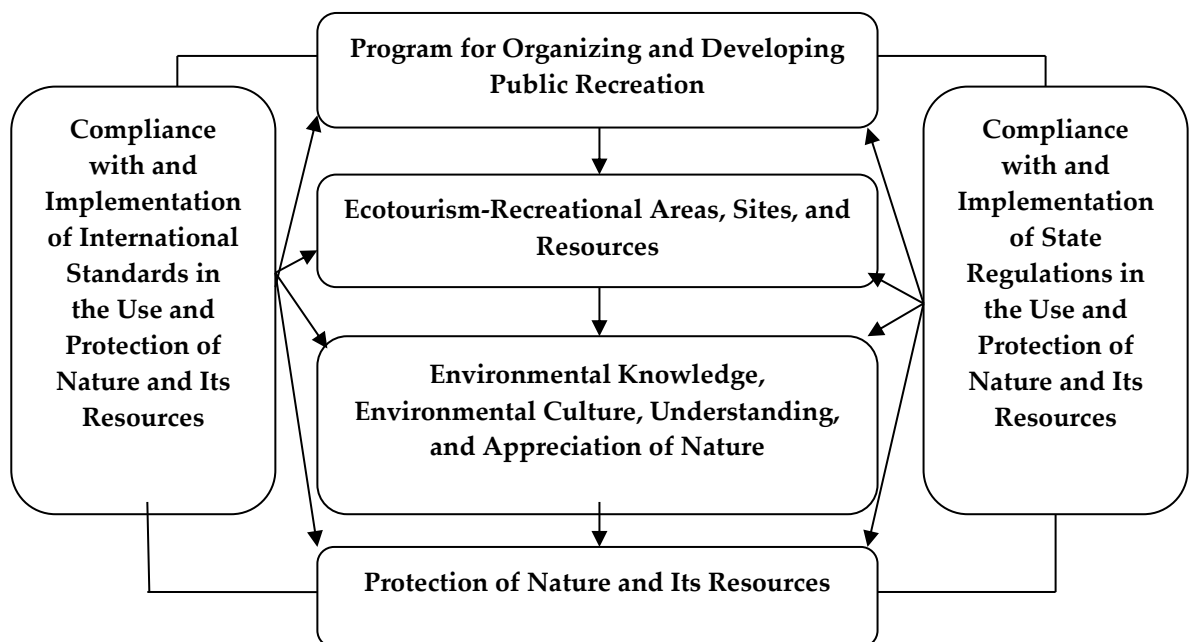 Program for Organizing and Developing
Public Recreation
Compliance
with and
Implementation
of International
Standards in
the Use and
Protection of
Nature and Its
Resources
Ecotourism-Recreational Areas, Sites, and
Resources
Environmental Knowledge,
Environmental Culture, Understanding,
and Appreciation of Nature
Protection of Nature and Its Resources
Compliance
with and
Implementation
of State
Regulations in
the Use and
Protection of
Nature and Its
Resources